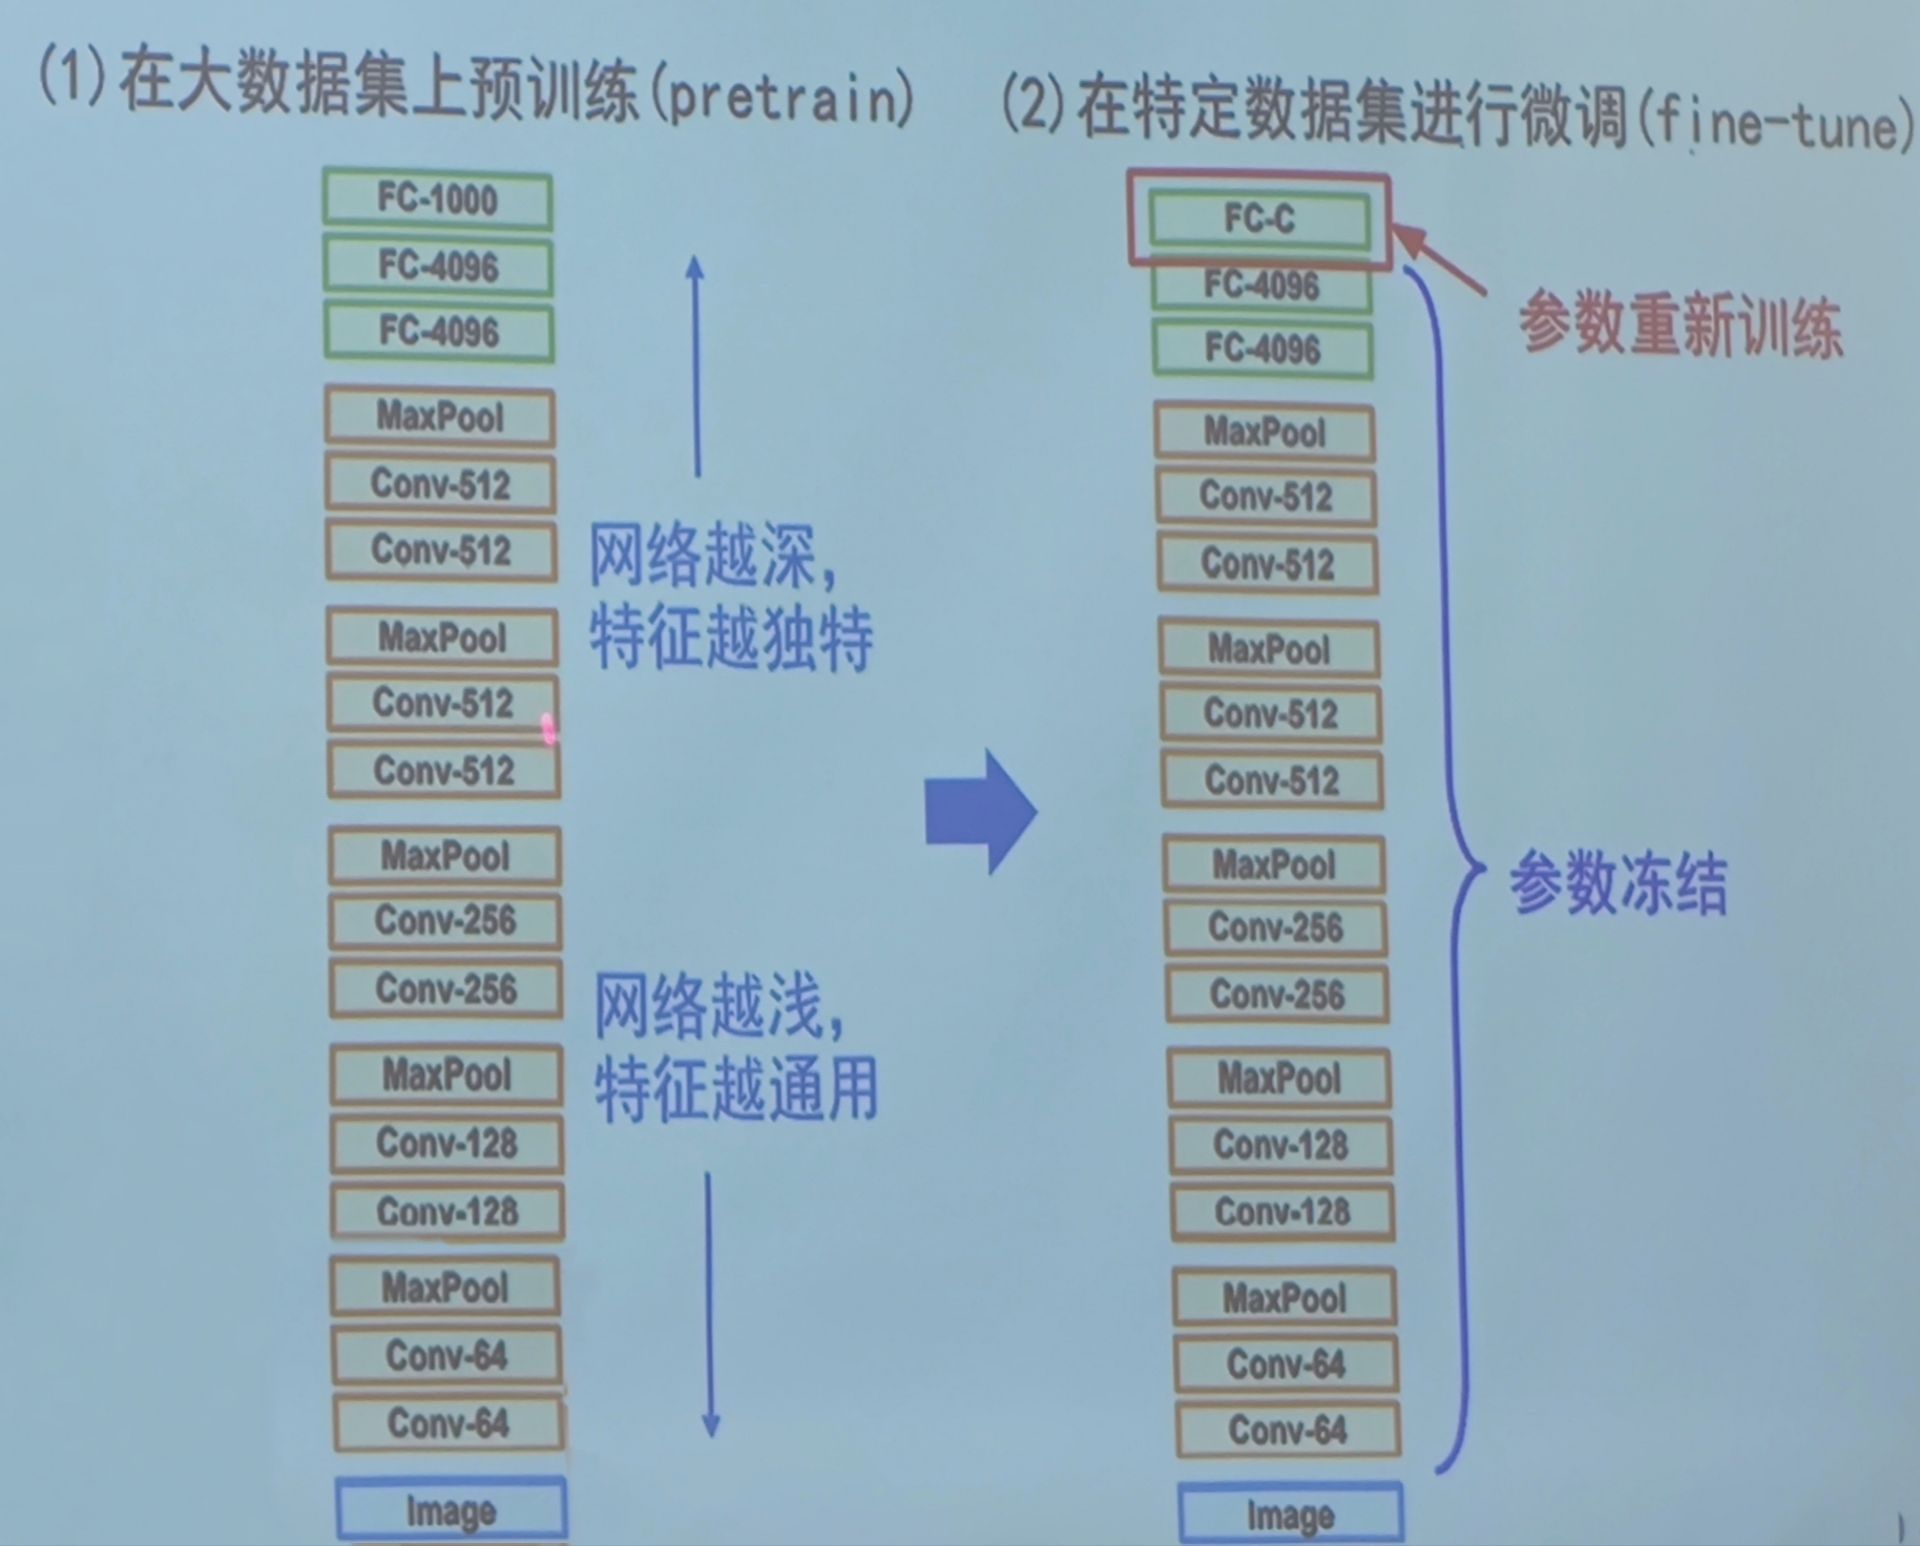 (1)在大数据集上预训练(pretrain)
FC-1000
FC-4096
FC-4096
MaxPool
Conv-512
Conv-512
MaxPool
Conv-512
Conv-512
MaxPool
Conv-256
Conv-256
MaxPool
Conv-128
Conv-128
MaxPool
Conv-64
Conv-64
Image
网络越深,
特征越独特
网络越浅,
特征越通用
(2)在特定数据集进行微调(fine-tune)
FC-C
FC-4096
FC-4096
MaxPool
Conv-512
Conv-512
MaxPool
Conv-512
Conv-512
MaxPool
Conv-256
Conv-256
MaxPool
Conv-128
Conv-128
MaxPool
Conv-64
Conv-64
Image
参数重新训练
参数冻结